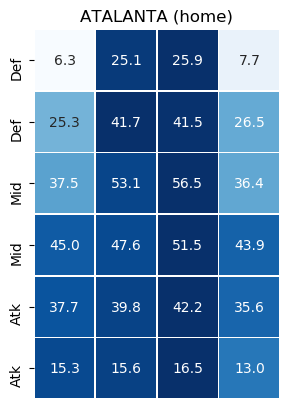 ATALANTA (home)
Def 6.3 25.1 25.9 7.7
Def 25.3 41.7 41.5 26.5
Mid 37.5 53.1 56.5 36.4
Mid 45.0 47.6 51.5 43.9
Atk 37.7 39.8 42.2 35.6
Atk 15.3 15.6 16.5 13.0